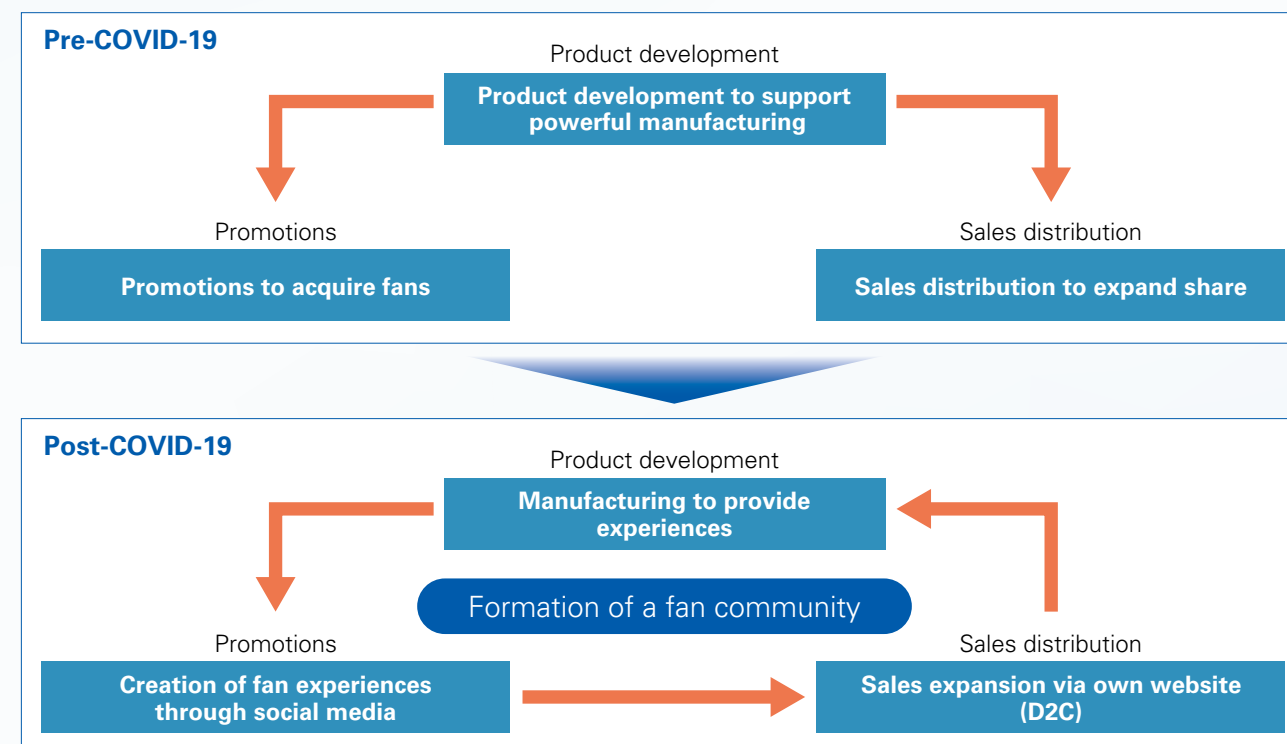 Pre-COVID-19
Product development
Product development to support
powerful manufacturing
Promotions
Promotions to acquire fans
Sales distribution
Sales distribution to expand share
Post-COVID-19
Product development
Manufacturing to provide
experiences
Formation of a fan community
Promotions
Creation of fan experiences
through social media
Sales distribution
Sales expansion via own website
(D2C)